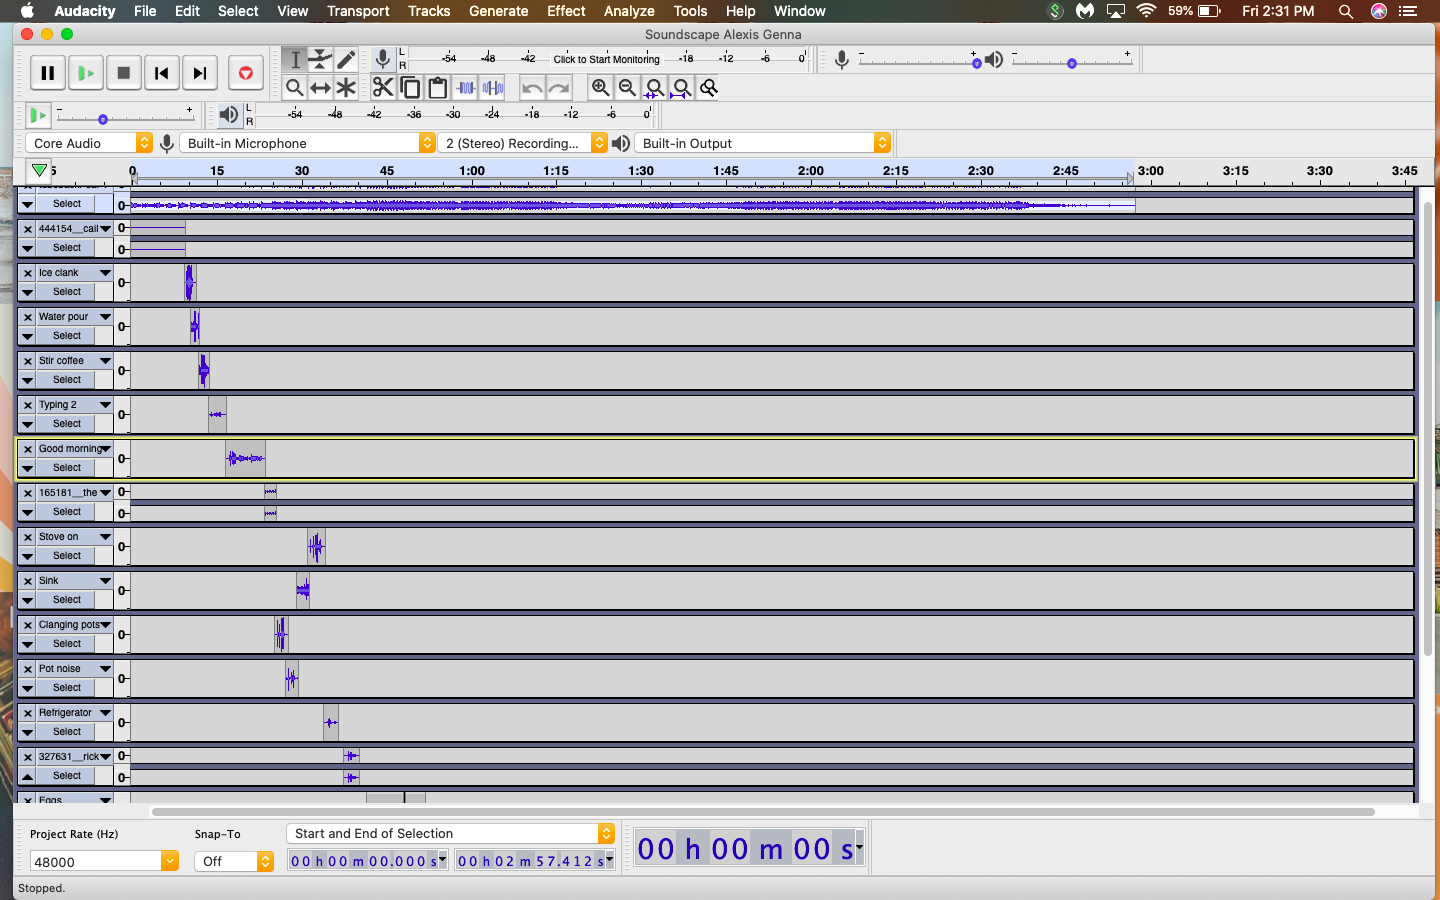 Audacity File Edit Select View Transport Tracks Generate Effect Analyze Tools Help Window 59% Fri 2:31 PM
Soundscape Alexis Genna
L R -54 -48 -42 Click to Start Monitoring -18 -12 -6 0
- + - +
- + L R -54 -48 -42 -36 -30 -24 -18 -12 -6 0
Core Audio Built-in Microphone 2 (Stereo) Recording... Built-in Output
0 15 30 45 1:00 1:15 1:30 1:45 2:00 2:15 2:30 2:45 3:00 3:15 3:30 3:45
Select 0
444154__cail 0
Select 0
Ice clank
Select 0
Water pour
Select 0
Stir coffee
Select 0
Typing 2
Select 0
Good morning
Select 0
165181__the 0
Select 0
Stove on
Select 0
Sink
Select 0
Clanging pots
Select 0
Pot noise
Select 0
Refrigerator
Select 0
327631__rick 0
Select 0
Eggs
Project Rate (Hz) Snap-To Start and End of Selection
48000 Off 00 h 00 m 00.000 s 00 h 02 m 57.412 s 00 h 00 m 00 s
Stopped.